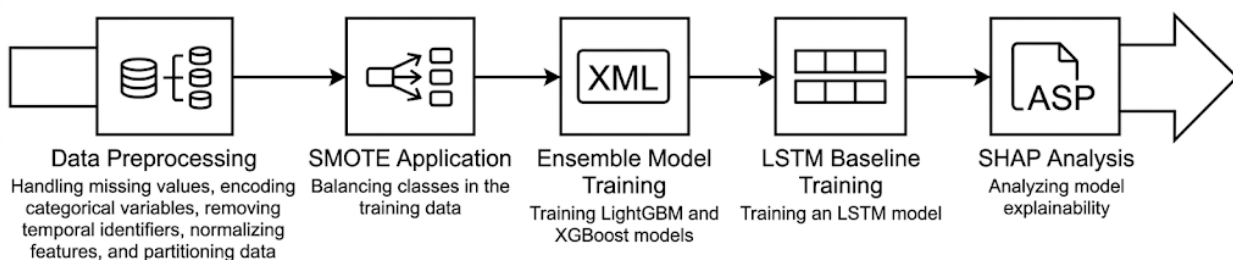 XML
ASP
Data Preprocessing
Handling missing values, encoding
categorical variables, removing
temporal identifiers, normalizing
features, and partitioning data
SMOTE Application
Balancing classes in the
training data
Ensemble Model
Training
Training LightGBM and
XGBoost models
LSTM Baseline
Training
Training an LSTM model
SHAP Analysis
Analyzing model
explainability